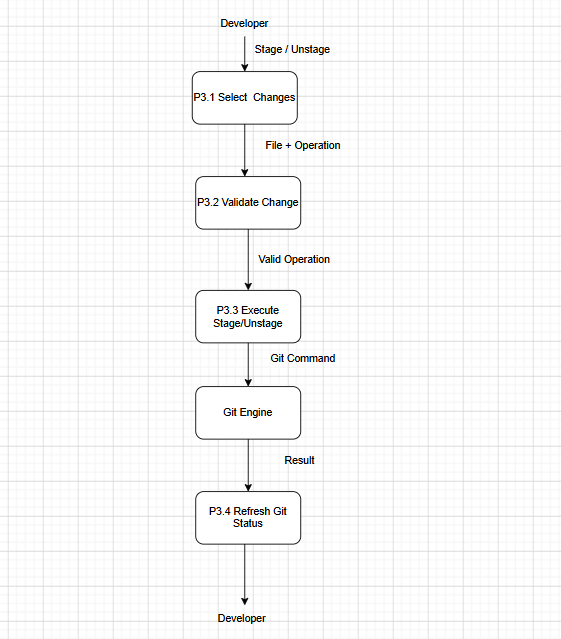 Developer
Stage / Unstage
P3.1 Select Changes
File + Operation
P3.2 Validate Change
Valid Operation
P3.3 Execute
Stage/Unstage
Git Command
Git Engine
Result
P3.4 Refresh Git
Status
Developer